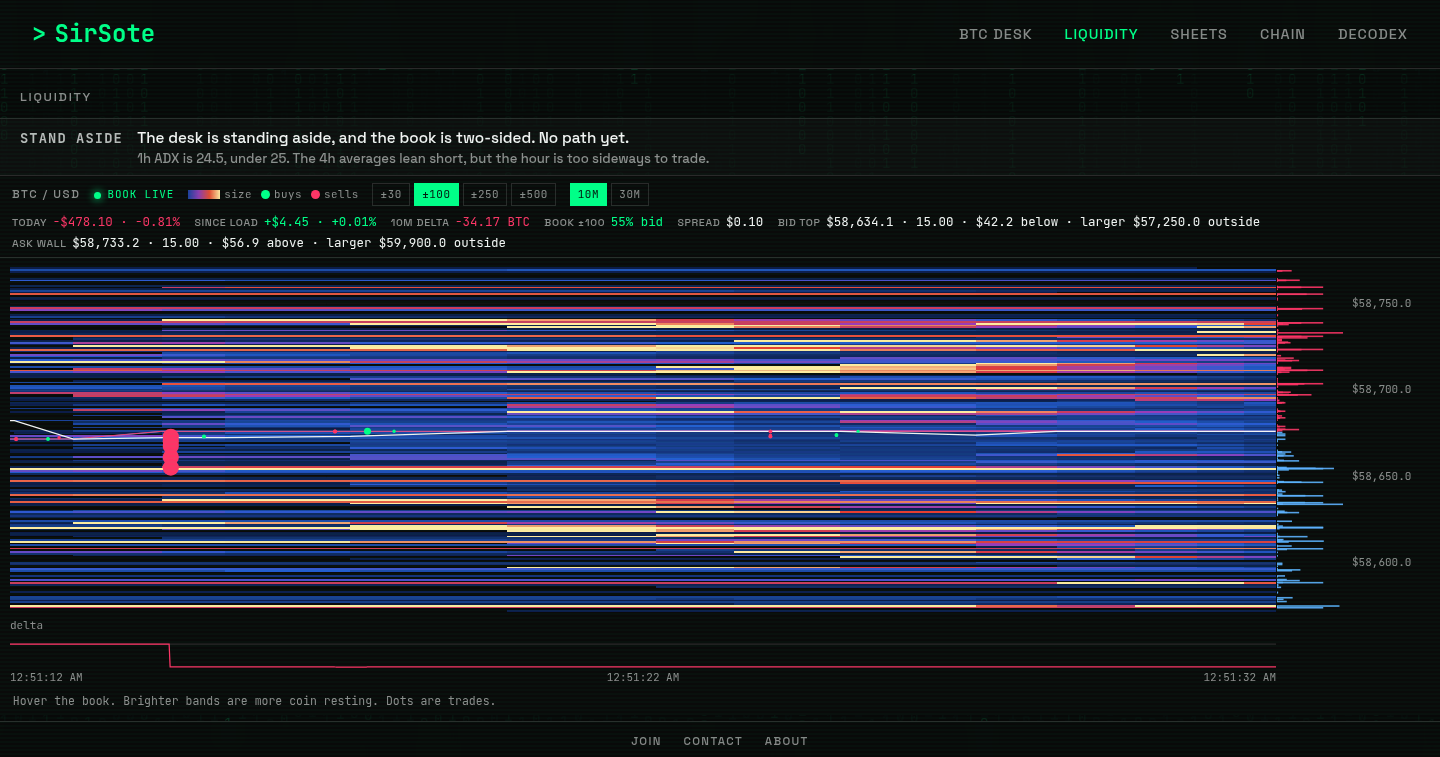 > SirSote
BTC DESK LIQUIDITY SHEETS CHAIN DECODEX
LIQUIDITY
STAND ASIDE The desk is standing aside, and the book is two-sided. No path yet.
1h ADX is 24.5, under 25. The 4h averages lean short, but the hour is too sideways to trade.
BTC / USD BOOK LIVE size buys sells ±30 ±100 ±250 ±500 10M 30M
TODAY -$478.10 · -0.81% SINCE LOAD +$4.45 · +0.01% 10M DELTA -34.17 BTC BOOK ±100 55% bid SPREAD $0.10 BID TOP $58,634.1 · 15.00 · $42.2 below · larger $57,250.0 outside
ASK WALL $58,733.2 · 15.00 · $56.9 above · larger $59,900.0 outside
$58,750.0
$58,700.0
$58,650.0
$58,600.0
delta
12:51:12 AM 12:51:22 AM 12:51:32 AM
Hover the book. Brighter bands are more coin resting. Dots are trades.
JOIN CONTACT ABOUT